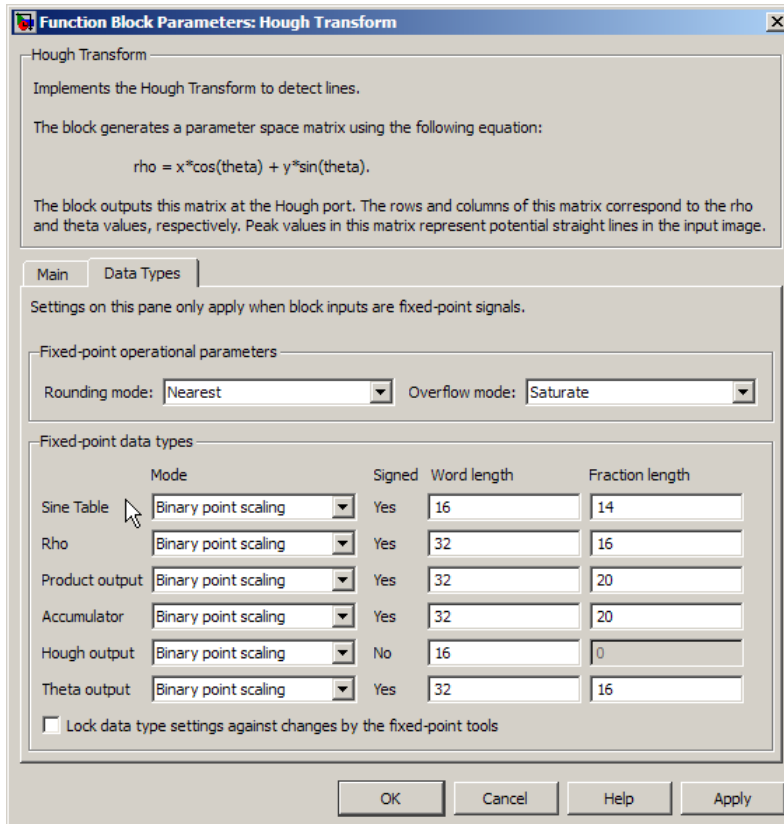 Function Block Parameters: Hough Transform
Hough Transform
Implements the Hough Transform to detect lines.
The block generates a parameter space matrix using the following equation:
rho = x*cos(theta) + y*sin(theta).
The block outputs this matrix at the Hough port. The rows and columns of this matrix correspond to the rho
and theta values, respectively. Peak values in this matrix represent potential straight lines in the input image.
Main Data Types
Settings on this pane only apply when block inputs are fixed-point signals.
Fixed-point operational parameters
Rounding mode: Nearest Overflow mode: Saturate
Fixed-point data types
Mode Signed Word length Fraction length
Sine Table Binary point scaling Yes 16 14
Rho Binary point scaling Yes 32 16
Product output Binary point scaling Yes 32 20
Accumulator Binary point scaling Yes 32 20
Hough output Binary point scaling No 16 0
Theta output Binary point scaling Yes 32 16
Lock data type settings against changes by the fixed-point tools
OK Cancel Help Apply